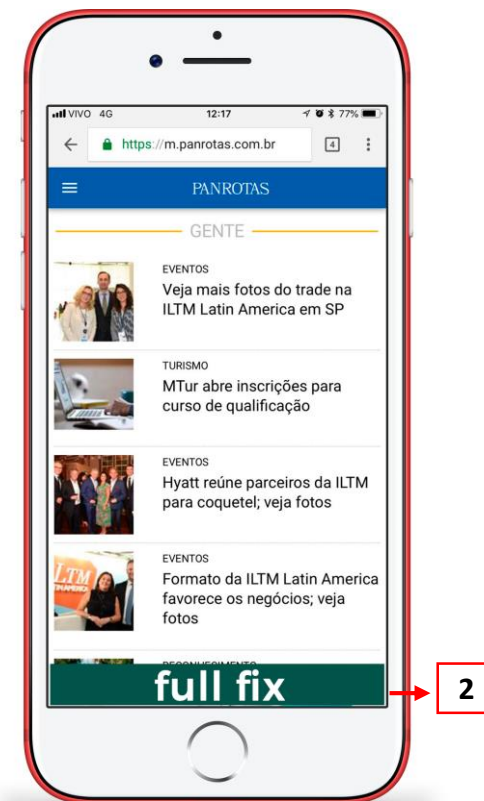 VIVO 4G 12:17 77%
https://m.panrotas.com.br 4
PANROTAS
GENTE
EVENTOS
Veja mais fotos do trade na
ILTM Latin America em SP
TURISMO
MTur abre inscrições para
curso de qualificação
EVENTOS
Hyatt reúne parceiros da ILTM
para coquetel; veja fotos
LTM
EVENTOS
Formato da ILTM Latin America
favorece os negócios; veja
fotos
RECONHECIMENTO
full fix
2